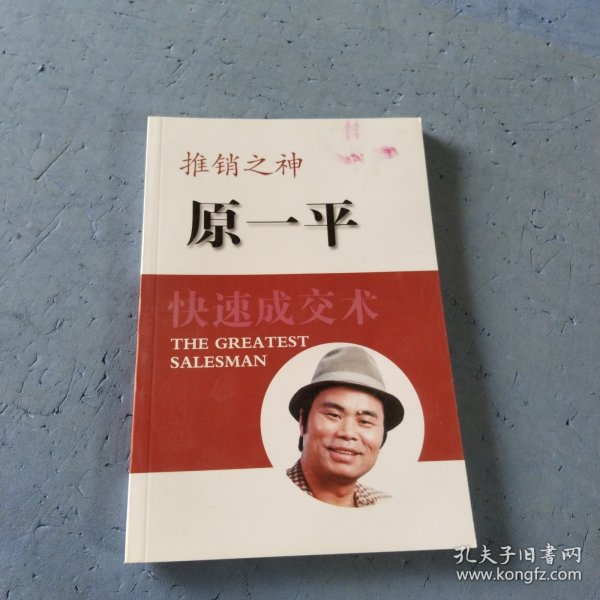 推销之神
原一平
快速成交术
THE GREATEST
SALESMAN
孔夫子旧书网
www.kongfz.com